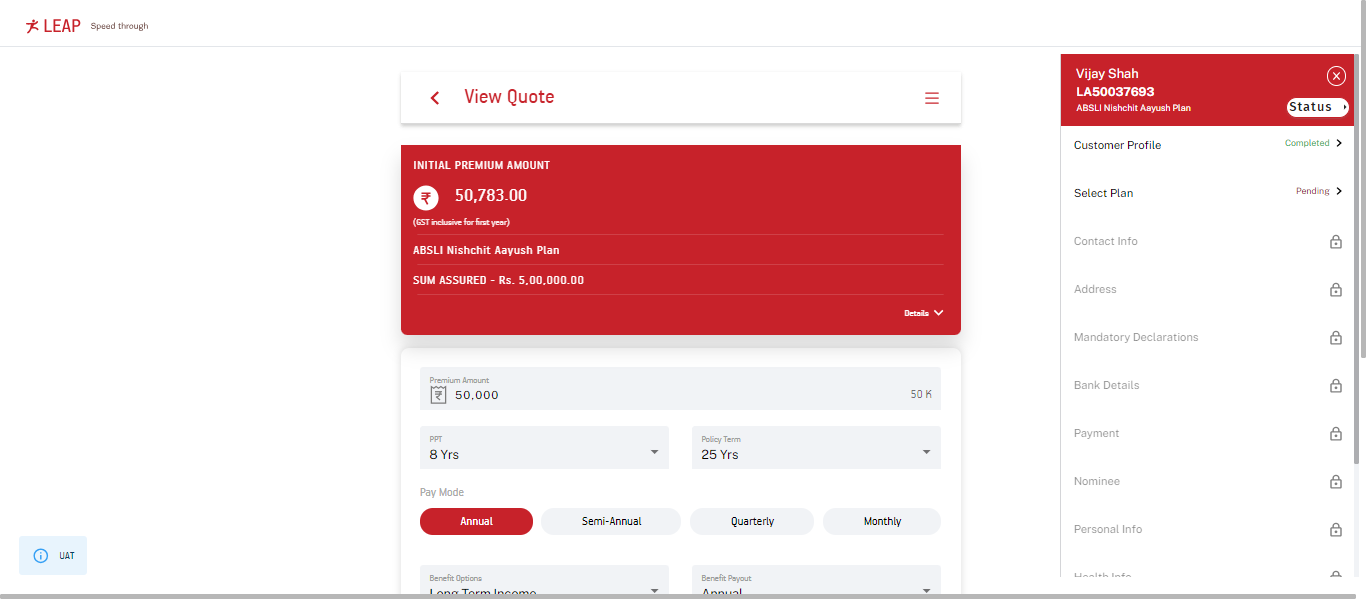 LEAP Speed through
View Quote
INITIAL PREMIUM AMOUNT
₹ 50,783.00
(GST inclusive for first year)
ABSLI Nishchit Aayush Plan
SUM ASSURED - Rs. 5,00,000.00
Details
Premium Amount
₹ 50,000 50 K
PPT
8 Yrs
Policy Term
25 Yrs
Pay Mode
Annual Semi-Annual Quarterly Monthly
Benefit Options
Long Term Income
Benefit Payout
Annual
UAT
Vijay Shah
LA50037693
ABSLI Nishchit Aayush Plan
Status
Customer Profile Completed
Select Plan Pending
Contact Info
Address
Mandatory Declarations
Bank Details
Payment
Nominee
Personal Info
Health Info